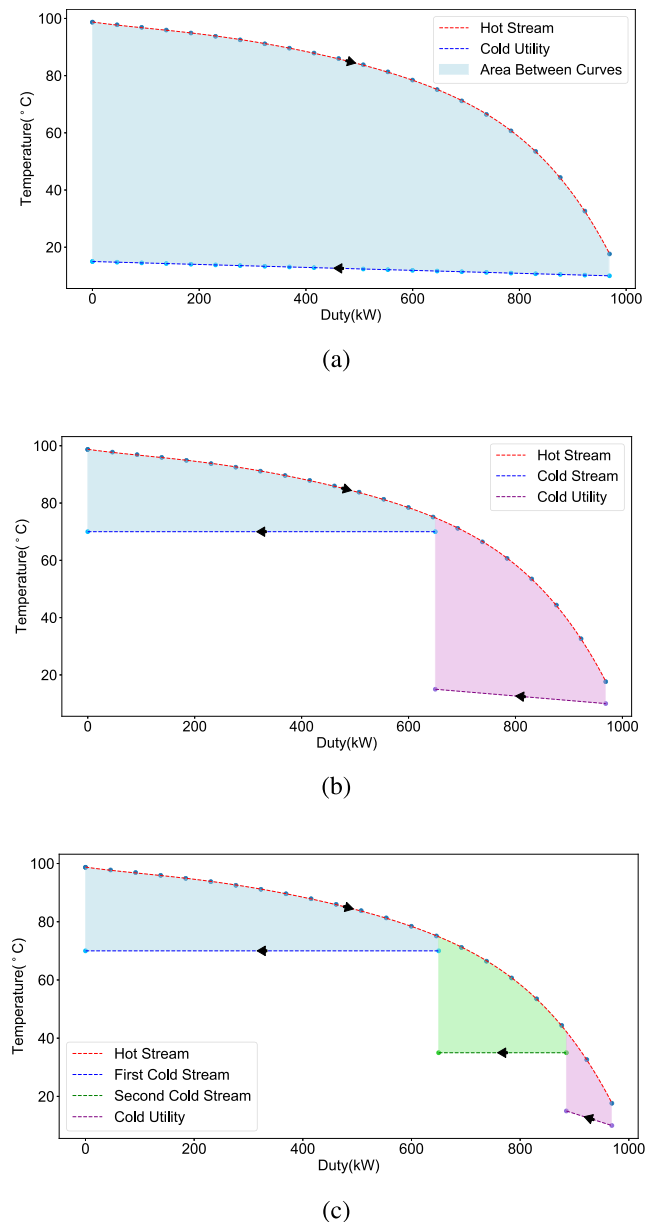 100
80
60
40
20
Temperature(°C)
Hot Stream
Cold Utility
Area Between Curves
0
200
400
600
800
1000
Duty(kW)
(a)
100
80
60
40
20
Temperature(°C)
Hot Stream
Cold Stream
Cold Utility
0
200
400
600
800
1000
Duty(kW)
(b)
100
80
60
40
20
Temperature(°C)
Hot Stream
First Cold Stream
Second Cold Stream
Cold Utility
0
200
400
600
800
1000
Duty(kW)
(c)